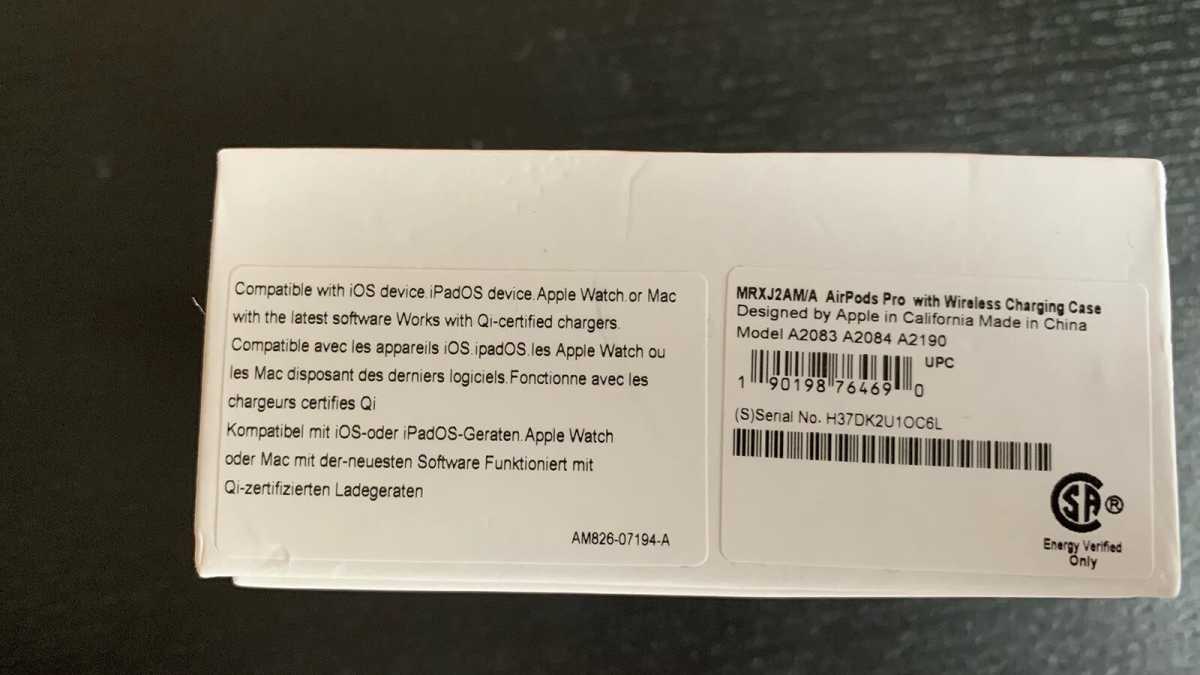 Compatible with iOS device.iPadOS device.Apple Watch.or Mac
with the latest software Works with Qi-certified chargers.
Compatible avec les appareils iOS.ipadOS.les Apple Watch ou
les Mac disposant des derniers logiciels.Fonctionne avec les
chargeurs certifies Qi
Kompatibel mit iOS-oder iPadOS-Geraten.Apple Watch
oder Mac mit der-neuesten Software Funktioniert mit
Qi-zertifizierten Ladegeraten
AM826-07194-A
MRXJ2AM/A AirPods Pro with Wireless Charging Case
Designed by Apple in California Made in China
Model A2083 A2084 A2190
UPC
1 90198 76469 0
(S)Serial No. H37DK2U1OC6L
SA ®
Energy Verified
Only